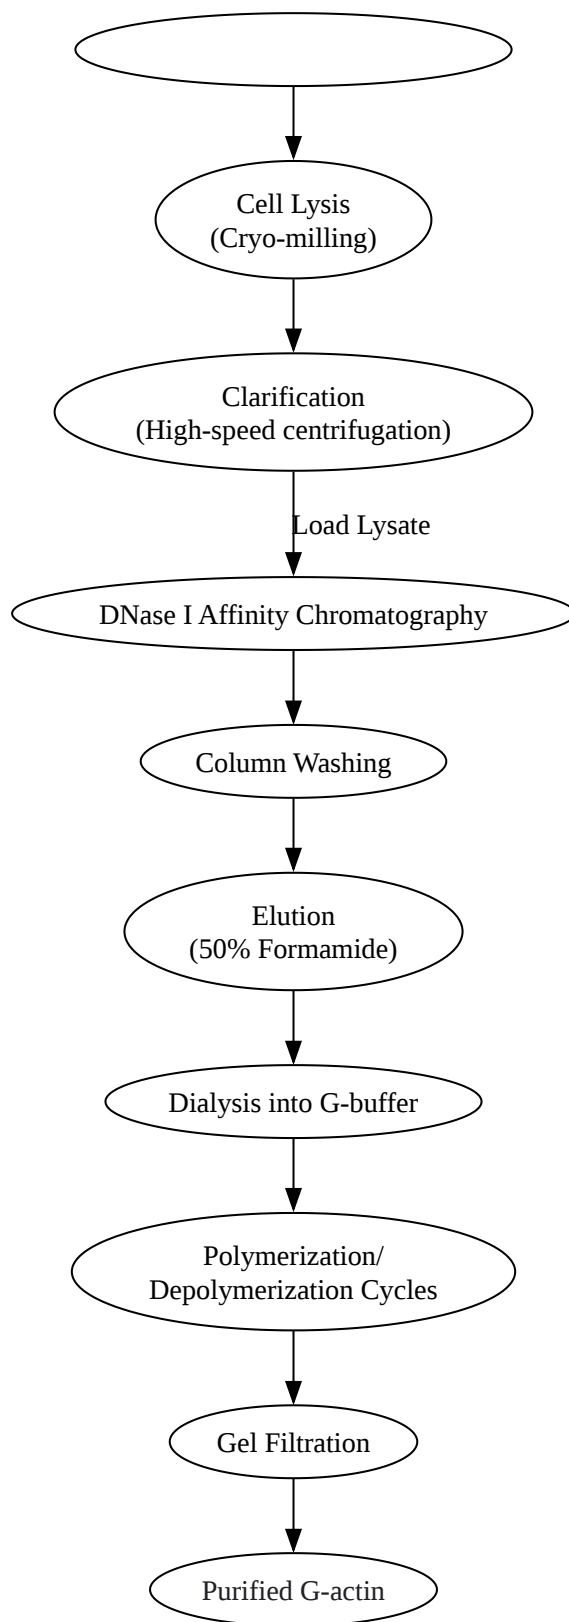 Cell Lysis
(Cryo-milling)
Clarification
(High-speed centrifugation)
Load Lysate
DNase I Affinity Chromatography
Column Washing
Elution
(50% Formamide)
Dialysis into G-buffer
Polymerization/
Depolymerization Cycles
Gel Filtration
Purified G-actin